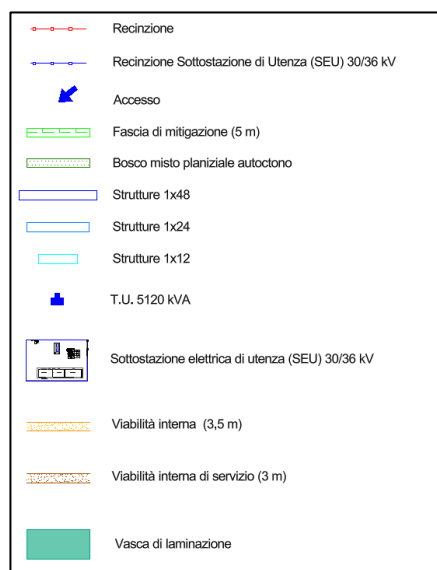 Recinzione
Recinzione Sottostazione di Utenza (SEU) 30/36 kV
Accesso
Fascia di mitigazione (5 m)
Bosco misto planiziale autoctono
Strutture 1x48
Strutture 1x24
Strutture 1x12
T.U. 5120 kVA
Sottostazione elettrica di utenza (SEU) 30/36 kV
Viabilità interna (3,5 m)
Viabilità interna di servizio (3 m)
Vasca di laminazione